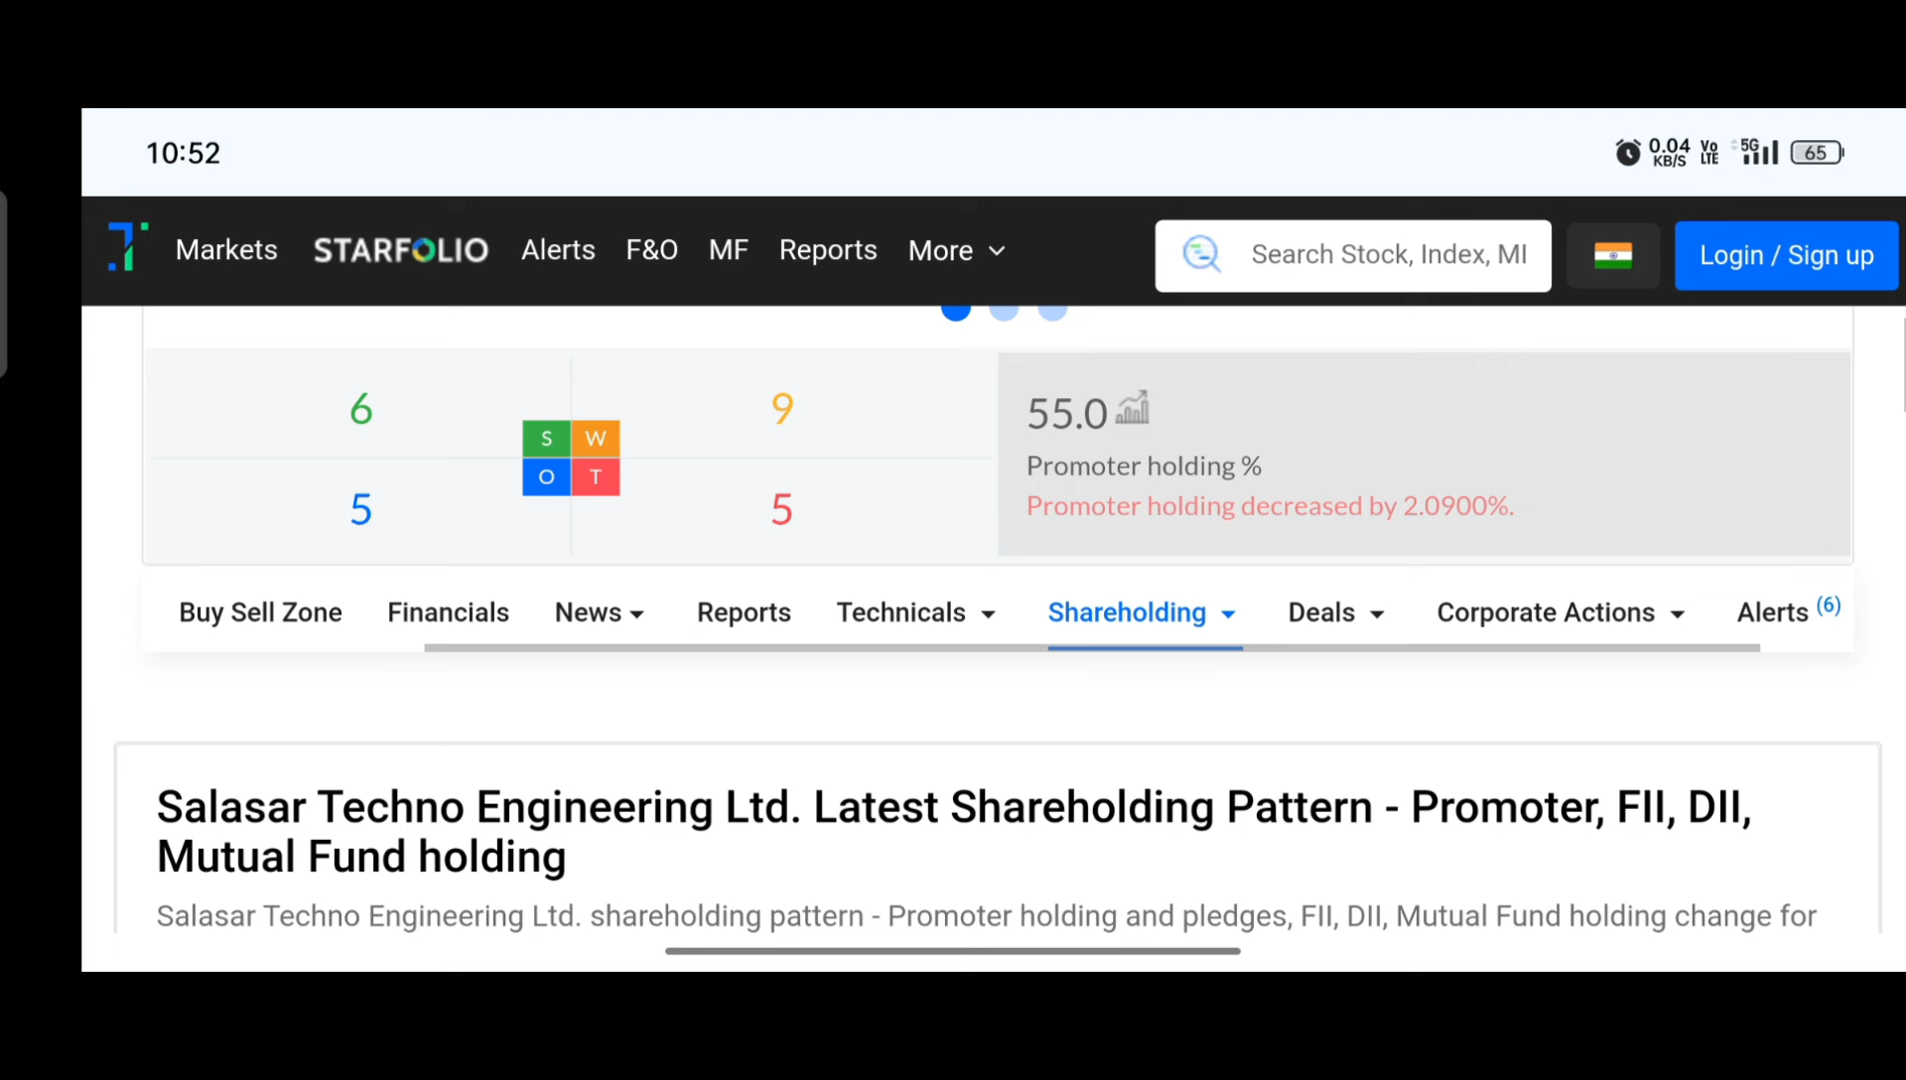 10:52
0.04 KB/S Vo LTE 5G 65
Markets STARFOLIO Alerts F&O MF Reports More Search Stock, Index, MI Login / Sign up
6 9 55.0
S W
Promoter holding %
O T
5 5 Promoter holding decreased by 2.0900%.
Buy Sell Zone Financials News Reports Technicals Shareholding Deals Corporate Actions Alerts (6)
Salasar Techno Engineering Ltd. Latest Shareholding Pattern - Promoter, FII, DII,
Mutual Fund holding
Salasar Techno Engineering Ltd. shareholding pattern - Promoter holding and pledges, FII, DII, Mutual Fund holding change for